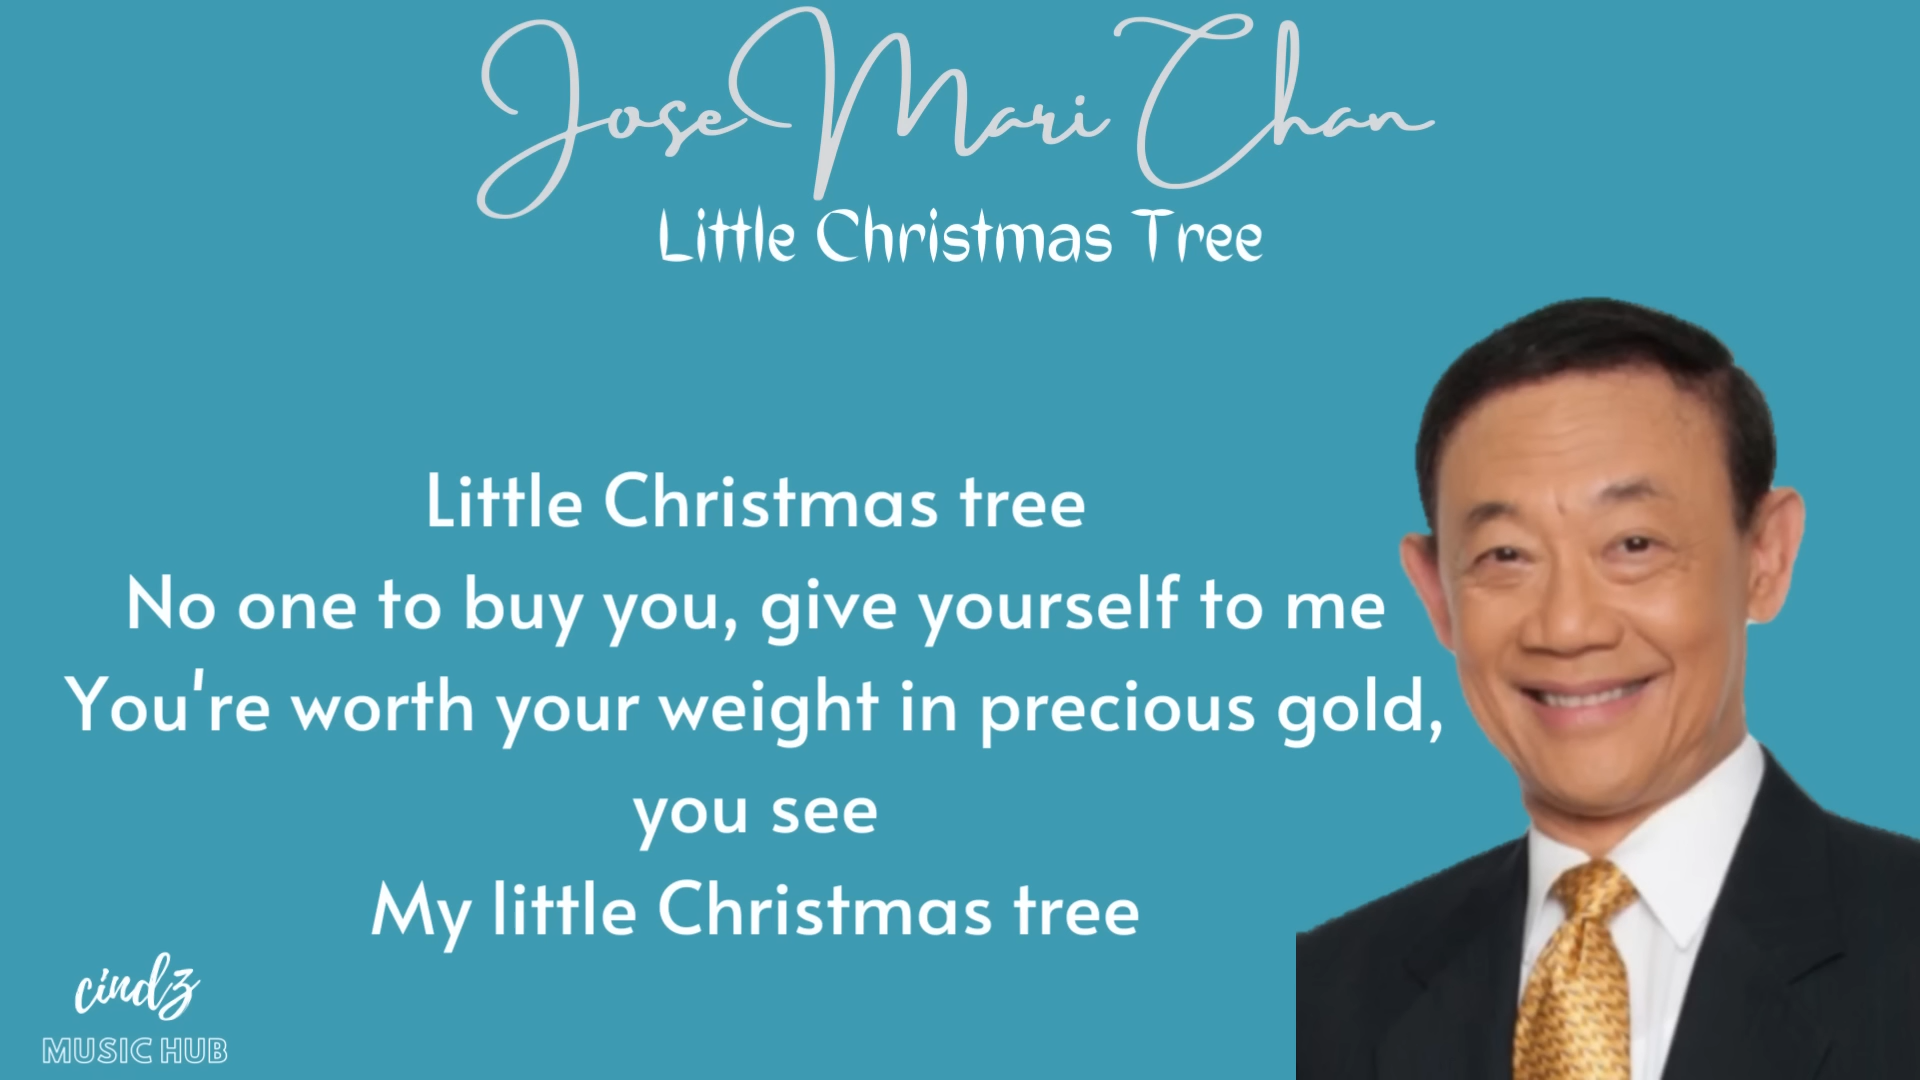 Jose Mari Chan
Little Christmas Tree
Little Christmas tree
No one to buy you, give yourself to me
You're worth your weight in precious gold,
you see
My little Christmas tree
cindz
MUSIC HUB